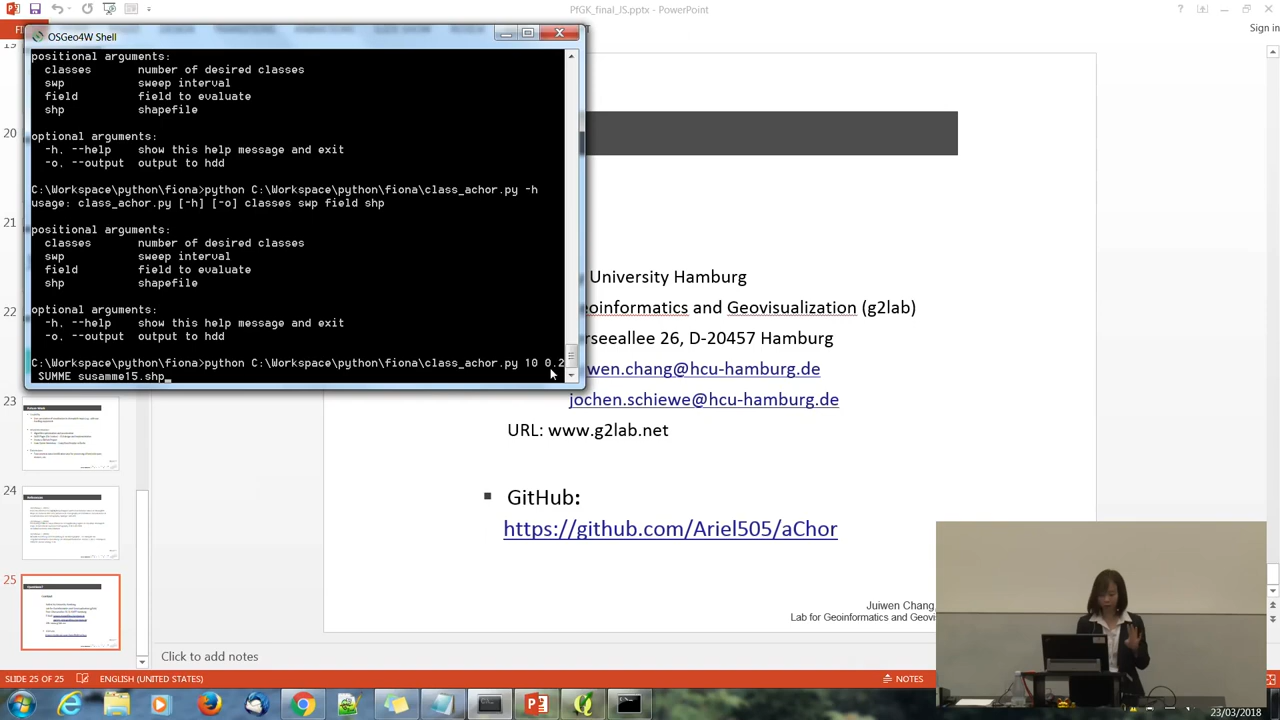 PfGK_final_JS.pptx - PowerPoint
Sign in
OSGeo4W Shell
positional arguments:
classes number of desired classes
swp sweep interval
field field to evaluate
shp shapefile
optional arguments:
-h, --help show this help message and exit
-o, --output output to hdd
C:\Workspace\python\fiona>python C:\Workspace\python\fiona\class_achor.py -h
usage: class_achor.py [-h] [-o] classes swp field shp
positional arguments:
classes number of desired classes
swp sweep interval
field field to evaluate
shp shapefile
optional arguments:
-h, --help show this help message and exit
-o, --output output to hdd
C:\Workspace\python\fiona>python C:\Workspace\python\fiona\class_achor.py 10 0.2
SUMME susamme15.shp
20
21
22
23
24
25
University Hamburg
eoinformatics and Geovisualization (g2lab)
rseeallee 26, D-20457 Hamburg
wen.chang@hcu-hamburg.de
jochen.schiewe@hcu-hamburg.de
URL: www.g2lab.net
GitHub:
https://github.com/Ariel505/aChor
Juiwen Chang
Lab for Geoinformatics and Geovis
Click to add notes
SLIDE 25 OF 25
ENGLISH (UNITED STATES)
NOTES
23/03/2018